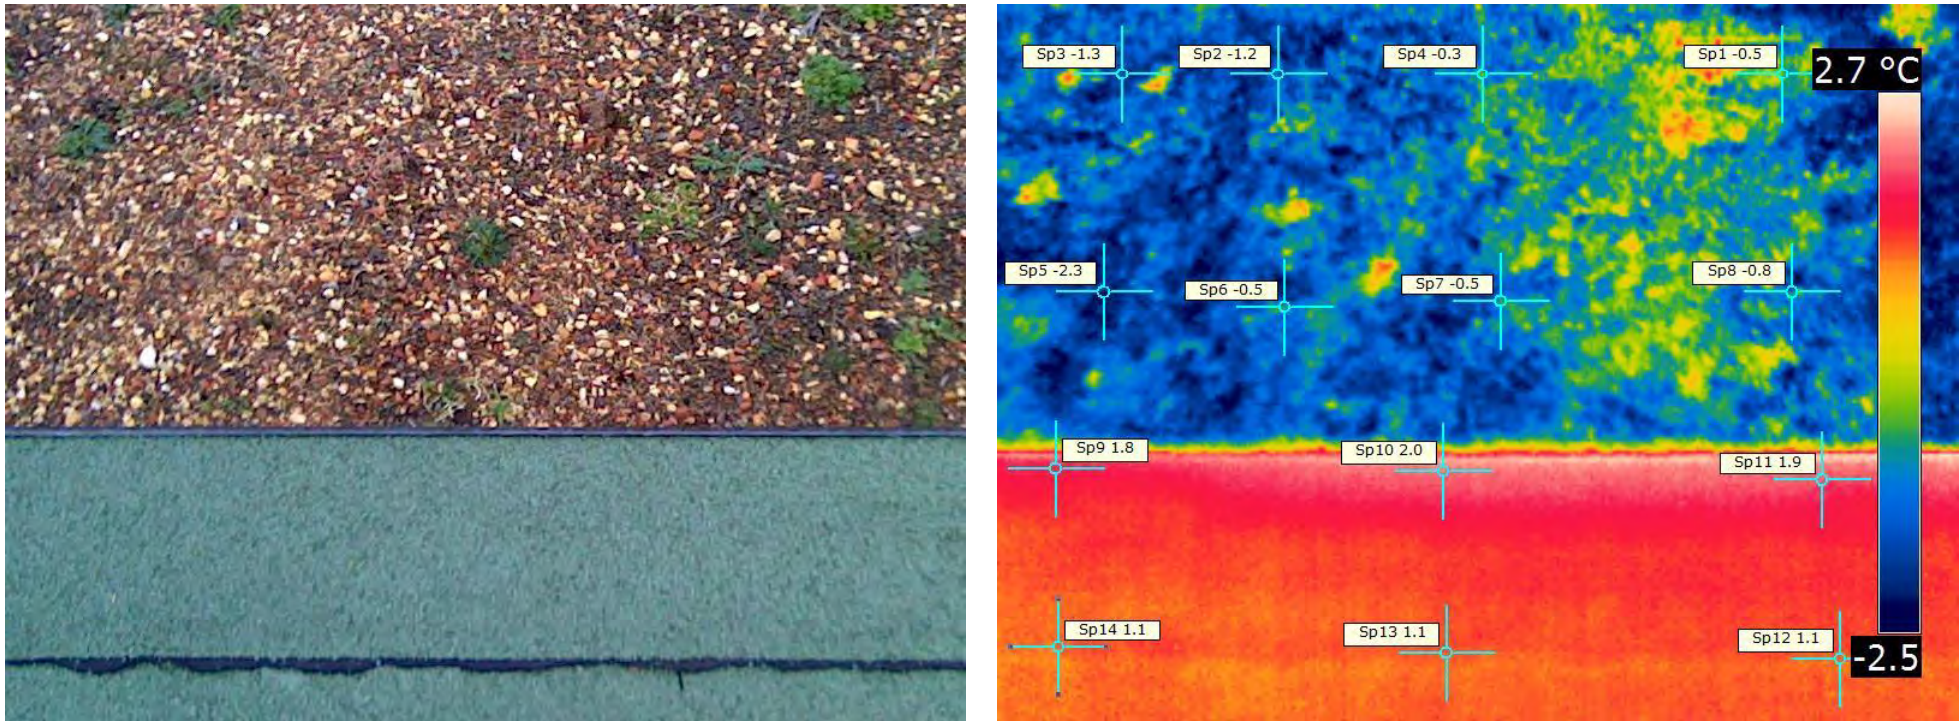 Sp3 -1.3
Sp2 -1.2
Sp4 -0.3
Sp1 -0.5
2.7 °C
Sp5 -2.3
Sp6 -0.5
Sp7 -0.5
Sp8 -0.8
Sp9 1.8
Sp10 2.0
Sp11 1.9
Sp14 1.1
Sp13 1.1
Sp12 1.1
-2.5